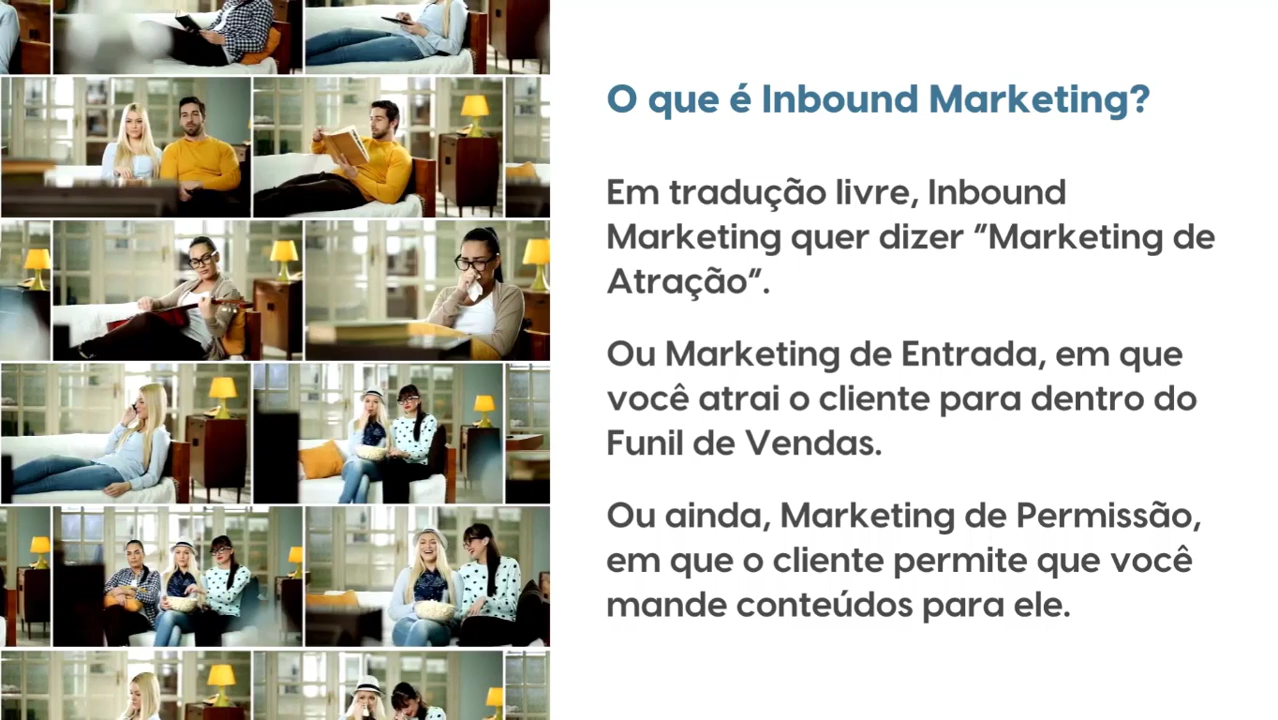 O que é Inbound Marketing?
Em tradução livre, Inbound
Marketing quer dizer "Marketing de
Atração".
Ou Marketing de Entrada, em que
você atrai o cliente para dentro do
Funil de Vendas.
Ou ainda, Marketing de Permissão,
em que o cliente permite que você
mande conteúdos para ele.